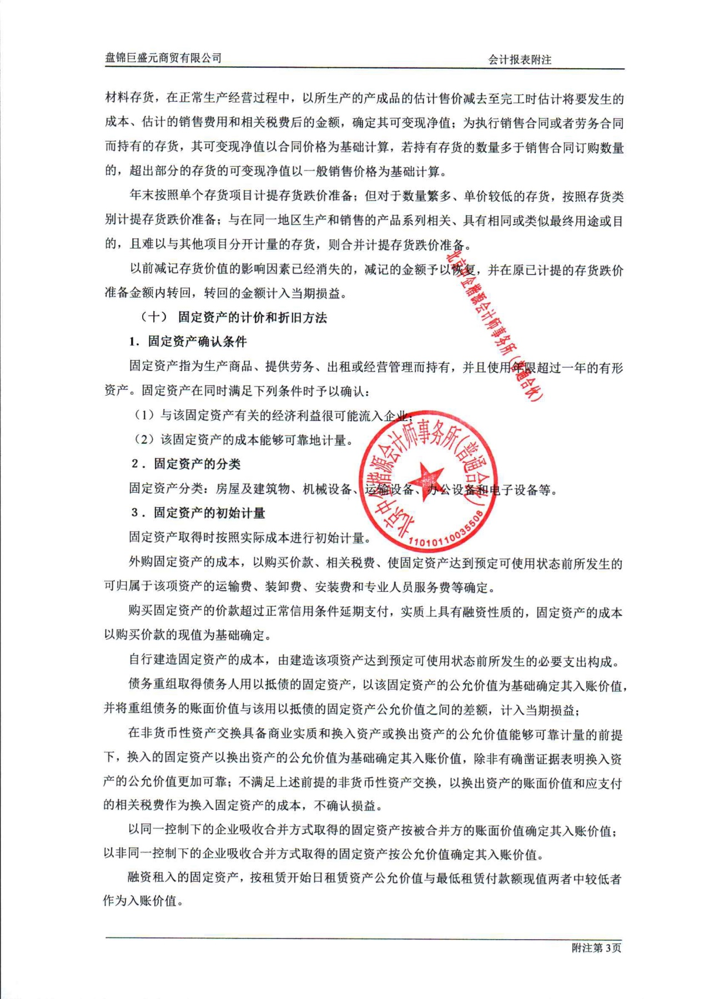 盘锦巨盛元商贸有限公司
会计报表附注
材料存货，在正常生产经营过程中，以所生产的产成品的估计售价减去至完工时估计将要发生的
成本、估计的销售费用和相关税费后的金额，确定其可变现净值；为执行销售合同或者劳务合同
而持有的存货，其可变现净值以合同价格为基础计算，若持有存货的数量多于销售合同订购数量
的，超出部分的存货的可变现净值以一般销售价格为基础计算。
年末按照单个存货项目计提存货跌价准备；但对于数量繁多、单价较低的存货，按照存货类
别计提存货跌价准备；与在同一地区生产和销售的产品系列相关、具有相同或类似最终用途或目
的，且难以与其他项目分开计量的存货，则合并计提存货跌价准备。
以前减记存货价值的影响因素已经消失的，减记的金额予以恢复，并在原已计提的存货跌价
准备金额内转回，转回的金额计入当期损益。
（十） 固定资产的计价和折旧方法
1．固定资产确认条件
固定资产指为生产商品、提供劳务、出租或经营管理而持有，并且使用年限超过一年的有形
资产。固定资产在同时满足下列条件时予以确认：
（1）与该固定资产有关的经济利益很可能流入企业；
（2）该固定资产的成本能够可靠地计量。
2．固定资产的分类
固定资产分类：房屋及建筑物、机械设备、运输设备、办公设备和电子设备等。
3．固定资产的初始计量
固定资产取得时按照实际成本进行初始计量。
外购固定资产的成本，以购买价款、相关税费、使固定资产达到预定可使用状态前所发生的
可归属于该项资产的运输费、装卸费、安装费和专业人员服务费等确定。
购买固定资产的价款超过正常信用条件延期支付，实质上具有融资性质的，固定资产的成本
以购买价款的现值为基础确定。
自行建造固定资产的成本，由建造该项资产达到预定可使用状态前所发生的必要支出构成。
债务重组取得债务人用以抵债的固定资产，以该固定资产的公允价值为基础确定其入账价值，
并将重组债务的账面价值与该用以抵债的固定资产公允价值之间的差额，计入当期损益；
在非货币性资产交换具备商业实质和换入资产或换出资产的公允价值能够可靠计量的前提
下，换入的固定资产以换出资产的公允价值为基础确定其入账价值，除非有确凿证据表明换入资
产的公允价值更加可靠；不满足上述前提的非货币性资产交换，以换出资产的账面价值和应支付
的相关税费作为换入固定资产的成本，不确认损益。
以同一控制下的企业吸收合并方式取得的固定资产按被合并方的账面价值确定其入账价值；
以非同一控制下的企业吸收合并方式取得的固定资产按公允价值确定其入账价值。
融资租入的固定资产，按租赁开始日租赁资产公允价值与最低租赁付款额现值两者中较低者
作为入账价值。
北京中企楷源会计师事务所（普通合伙）
北京中企楷源会计师事务所（普通合伙）
11010110035508
附注第 3页